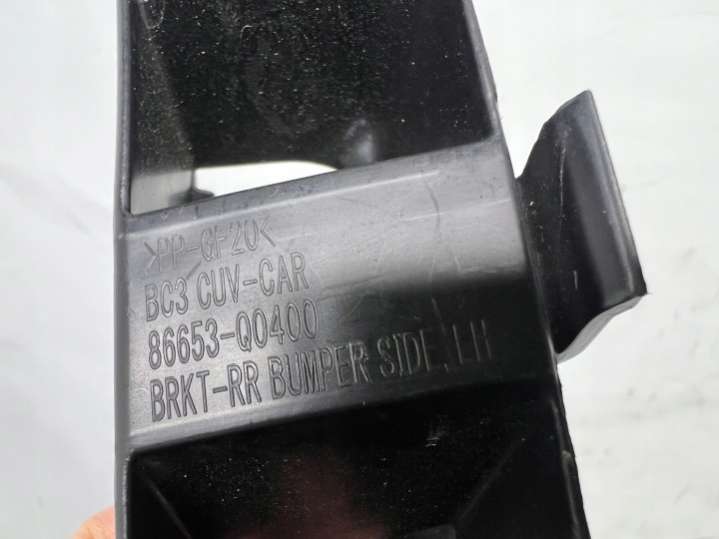 >PP-GF20<
BC3 CUV-CAR
86653-Q0400
BRKT-RR BUMPER SIDE, LH